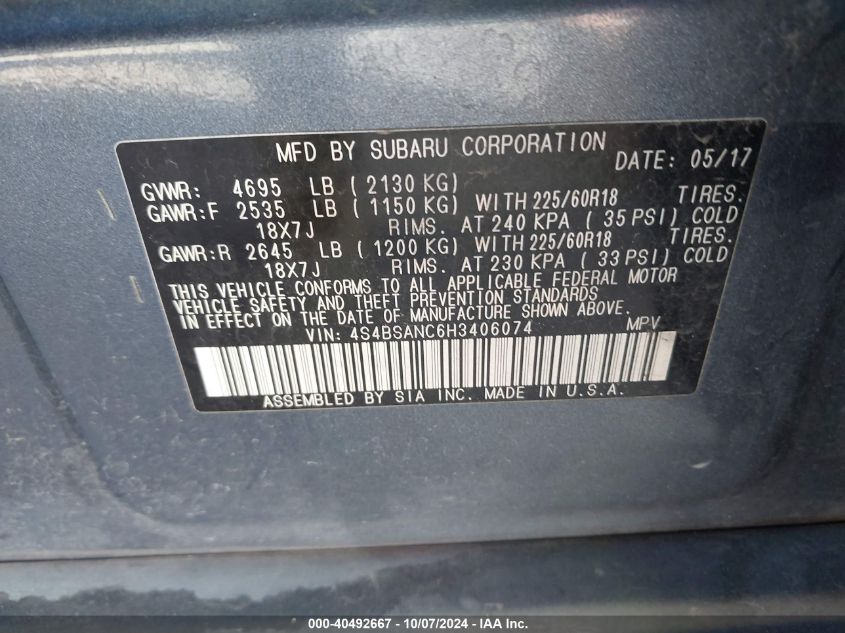 MFD BY SUBARU CORPORATION DATE: 05/17
GVWR: 4695 LB ( 2130 KG)
GAWR:F 2535 LB ( 1150 KG) WITH 225/60R18 TIRES.
18X7J RIMS. AT 240 KPA ( 35 PSI) COLD
GAWR:R 2645 LB ( 1200 KG) WITH 225/60R18 TIRES.
18X7J RIMS. AT 230 KPA ( 33 PSI) COLD
THIS VEHICLE CONFORMS TO ALL APPLICABLE FEDERAL MOTOR
VEHICLE SAFETY AND THEFT PREVENTION STANDARDS
IN EFFECT ON THE DATE OF MANUFACTURE SHOWN ABOVE.
VIN: 4S4BSANC6H3406074 MPV
ASSEMBLED BY SIA INC. MADE IN U.S.A.
000-40492667 - 10/07/2024 - IAAI.com